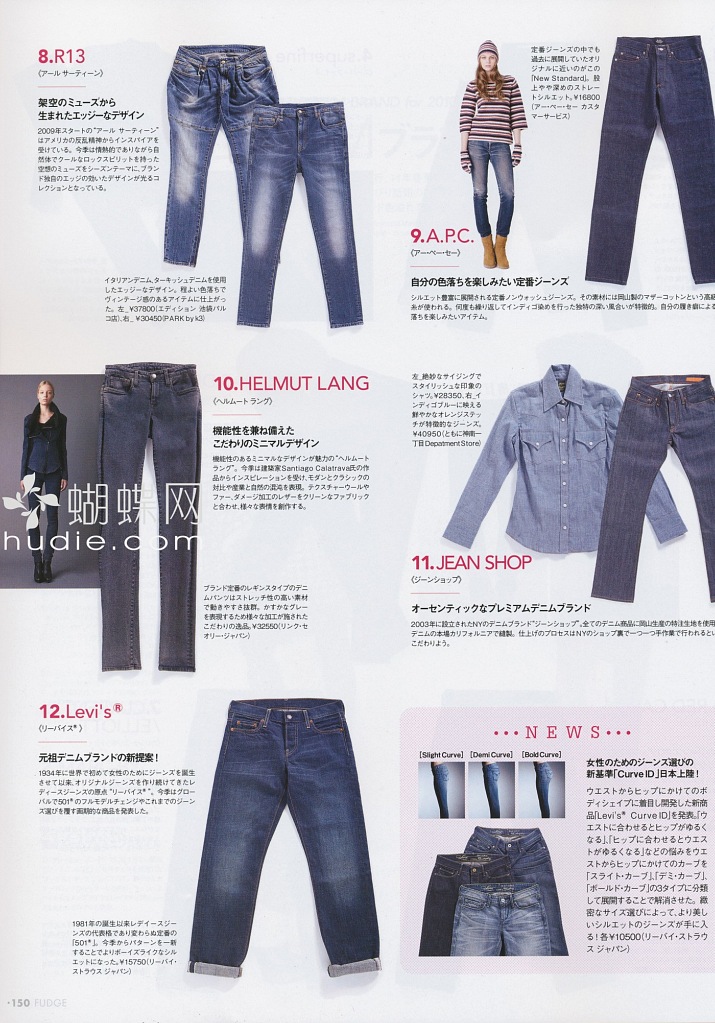 8.R13
〈アール サーティーン〉
架空のミューズから
生まれたエッジーなデザイン
2009年スタートの“アール サーティーン”
はアメリカの反乱精神からインスパイアを
受けている。今季は情熱的でありながら自
然体でクールなロックスピリットを持った
空想のミューズをシーズンテーマに、ブラン
ド独自のエッジの効いたデザインが光るコ
レクションとなっている。
イタリアンデニム、ターキッシュデニムを使用
したエッジーなデザイン。程よい色落ちで
ヴィンテージ感のあるアイテムに仕上がっ
た。左_¥37800(エディション 池袋パル
コ店)、右_ ¥30450(PARK by k3)
定番ジーンズの中でも
過去に展開していたオリ
ジナルに近いのがこの
「New Standard」。股
上やや深めのストレー
トシルエット。¥16800
(アー・ペー・セー カスタ
マーサービス)
9.A.P.C.
〈アー・ペー・セー〉
自分の色落ちを楽しみたい定番ジーンズ
シルエット豊富に展開される定番ノンウォッシュジーンズ。その素材には岡山製のマザーコットンという高級
糸が使われる。何度も繰り返してインディゴ染めを行った独特の深い風合いが特徴的。自分の履き癖による
落ちを楽しみたいアイテム。
10.HELMUT LANG
〈ヘルムート ラング〉
機能性を兼ね備えた
こだわりのミニマルデザイン
機能性のあるミニマルなデザインが魅力の“ヘルムート
ラング”。今季は建築家Santiago Calatrava氏の作
品からインスピレーションを受け、モダンとクラシックの
対比や産業と自然の混沌を表現。テクスチャーウールや
ファー、ダメージ加工のレザーをクリーンなファブリック
と合わせ、様々な表情を創作する。
ブランド定番のレギンスタイプのデニ
ムパンツはストレッチ性の高い素材
で動きやすさ抜群。かすかなグレー
を表現するため様々な加工が施された
こだわりの逸品。¥32550(リンク・セ
オリー・ジャパン)
蝴蝶网
hudie.com
左_絶妙なサイジングで
スタイリッシュな印象の
シャツ。¥28350、右_イ
ンディゴブルーに映える
鮮やかなオレンジステッ
チが特徴的なジーンズ。
¥40950(ともに神南一
丁目Depatment Store)
11.JEAN SHOP
〈ジーンショップ〉
オーセンティックなプレミアムデニムブランド
2003年に設立されたNYのデニムブランド“ジーンショップ”。全てのデニム商品に岡山生産の特注生地を使用
デニムの本場カリフォルニアで縫製。仕上げのプロセスはNYのショップ裏で一つ一つ手作業で行われるとい
こだわりよう。
12.Levi's®
〈リーバイス®〉
元祖デニムブランドの新提案!
1934年に世界で初めて女性のためにジーンズを誕生
させて以来、オリジナルジーンズを作り続けてきたレ
ディースジーンズの原点 “リーバイス®”。今季はグロー
バルで501®のフルモデルチェンジやこれまでのジーン
ズ選びを覆す画期的な商品を発表した。
1981年の誕生以来レディースジー
ンズの代表格であり変わらぬ定番の
「501®」。今季からパターンを一新
することでよりボーイズライクなシル
エットになった。¥15750(リーバイ・
ストラウス ジャパン)
•••NEWS•••
[Slight Curve] [Demi Curve] [Bold Curve]
女性のためのジーンズ選びの
新基準「Curve ID」日本上陸!
ウエストからヒップにかけてのボ
ディシェイプに着目し開発した新商
品「Levi's® Curve ID」を発表。「ウ
エストに合わせるとヒップがゆるく
なる」、「ヒップに合わせるとウエス
トがゆるくなる」などの悩みをウエ
ストからヒップにかけてのカーブを
「スライト・カーブ」、「デミ・カーブ」、
「ボールド・カーブ」の3タイプに分類
して展開することで解消させた。緻
密なサイズ選びによって、より美し
いシルエットのジーンズが手に入
る!各¥10500(リーバイ・ストラウ
ス ジャパン)
•150 FUDGE